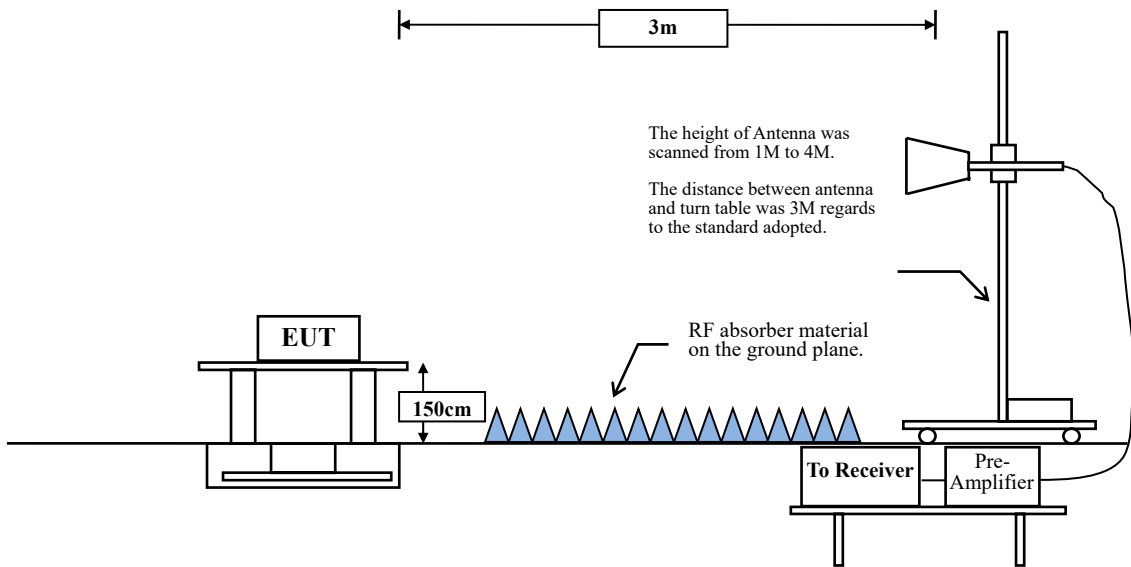 3m
The height of Antenna was
scanned from 1M to 4M.
The distance between antenna
and turn table was 3M regards
to the standard adopted.
EUT
RF absorber material
on the ground plane.
150cm
To Receiver
Pre-
Amplifier